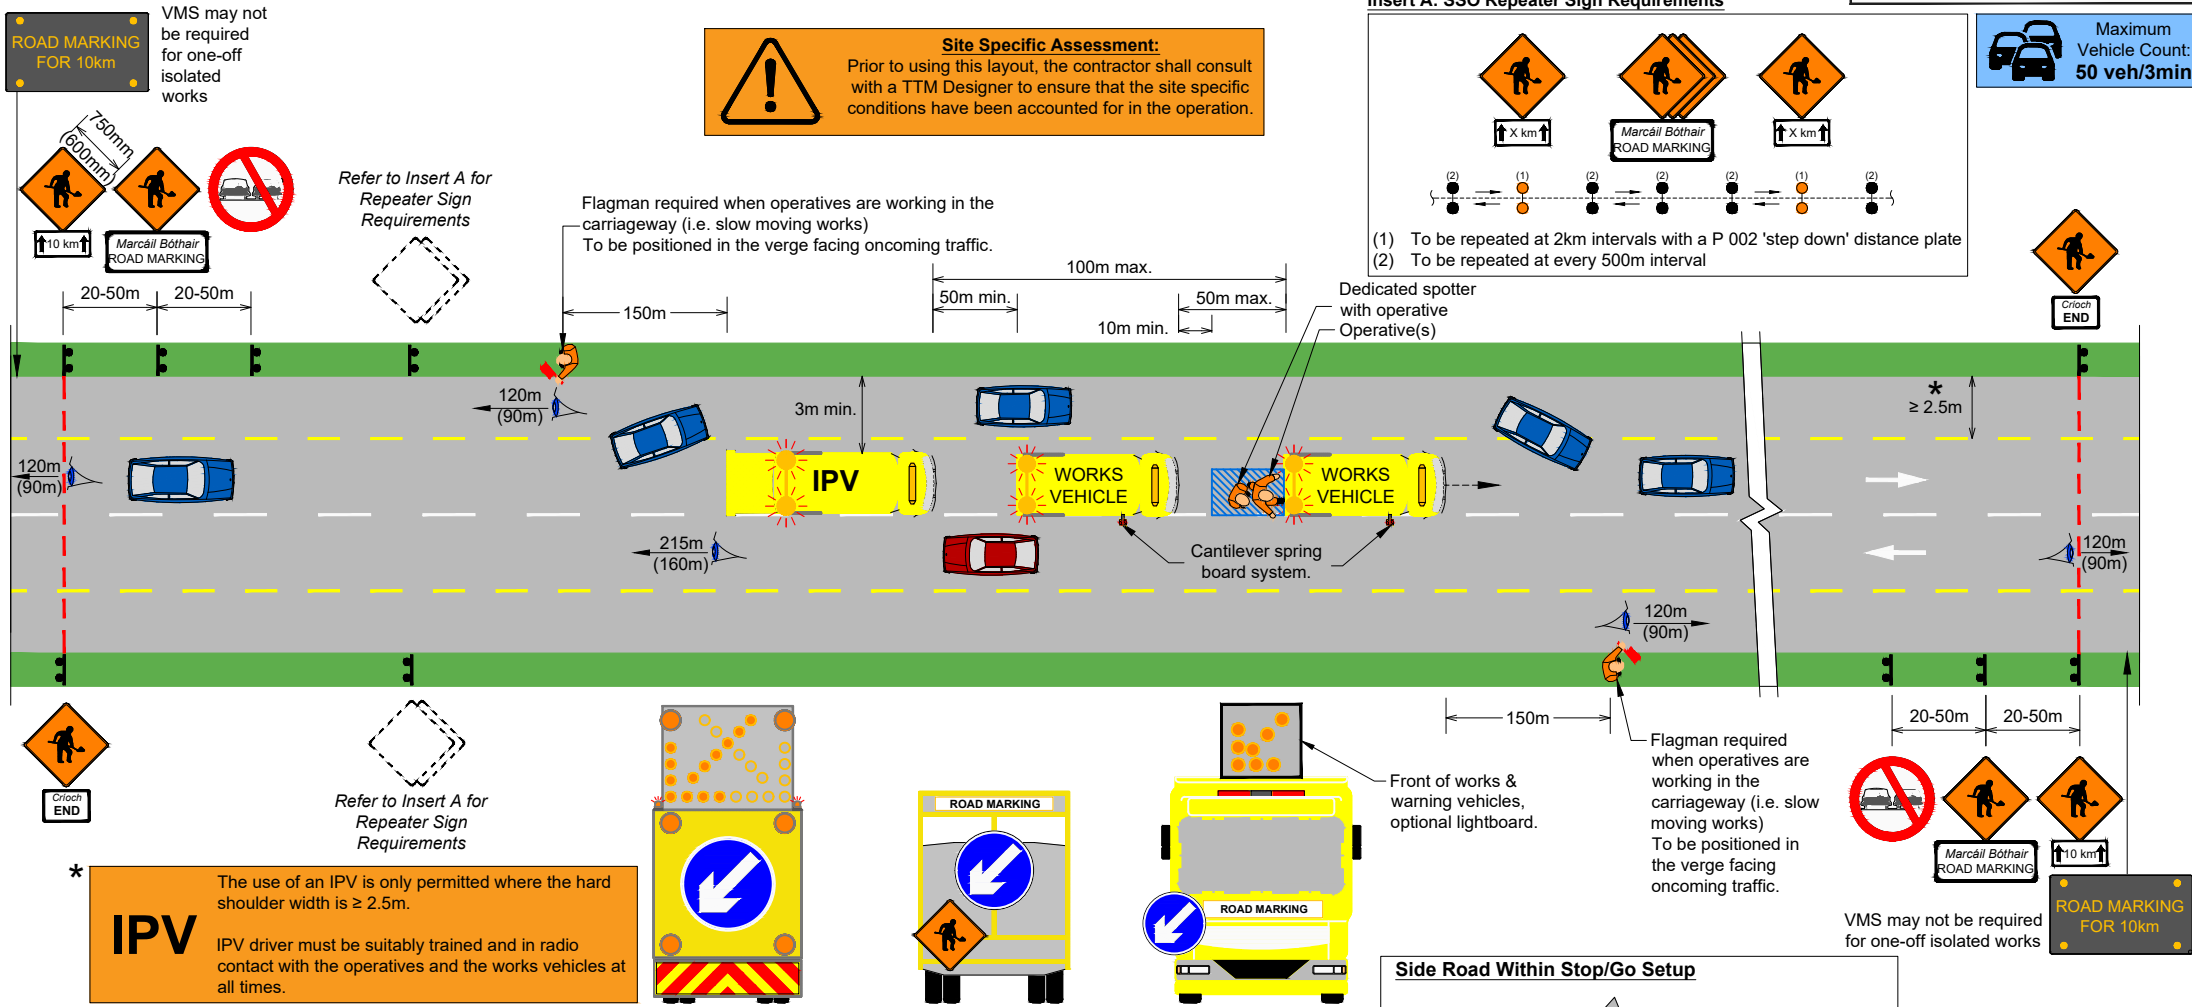 ROAD MARKING
FOR 10km
VMS may not
be required
for one-off
isolated
works
Site Specific Assessment:
Prior to using this layout, the contractor shall consult
with a TTM Designer to ensure that the site specific
conditions have been accounted for in the operation.
Insert A: SSO Repeater Sign Requirements
X km
Marcáil Bóthair
ROAD MARKING
X km
(2)
(1)
(2)
(2)
(2)
(1)
(2)
(1) To be repeated at 2km intervals with a P 002 'step down' distance plate
(2) To be repeated at every 500m interval
Maximum
Vehicle Count:
50 veh/3min
750mm
(600mm)
10 km
Marcáil Bóthair
ROAD MARKING
Refer to Insert A for
Repeater Sign
Requirements
Flagman required when operatives are working in the
carriageway (i.e. slow moving works)
To be positioned in the verge facing oncoming traffic.
Críoch
END
20-50m
20-50m
150m
100m max.
50m min.
50m max.
10m min.
Dedicated spotter
with operative
Operative(s)
120m
(90m)
3m min.
*
≥ 2.5m
120m
(90m)
IPV
WORKS
VEHICLE
WORKS
VEHICLE
215m
(160m)
Cantilever spring
board system.
120m
(90m)
120m
(90m)
Críoch
END
Refer to Insert A for
Repeater Sign
Requirements
150m
20-50m
20-50m
Flagman required
when operatives are
working in the
carriageway (i.e. slow
moving works)
To be positioned in
the verge facing
oncoming traffic.
Front of works &
warning vehicles,
optional lightboard.
ROAD MARKING
ROAD MARKING
Marcáil Bóthair
ROAD MARKING
10 km
VMS may not be required
for one-off isolated works
ROAD MARKING
FOR 10km
*
IPV
The use of an IPV is only permitted where the hard
shoulder width is ≥ 2.5m.
IPV driver must be suitably trained and in radio
contact with the operatives and the works vehicles at
all times.
Side Road Within Stop/Go Setup